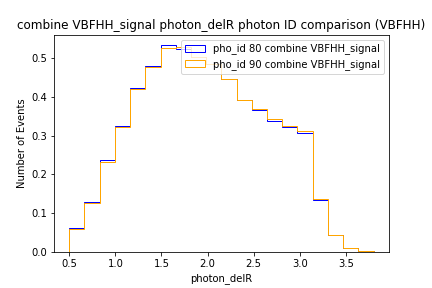 combine VBFHH_signal photon_delR photon ID comparison (VBFHH)
pho_id 80 combine VBFHH_signal
pho_id 90 combine VBFHH_signal
Number of Events
0.5
0.4
0.3
0.2
0.1
0.0
0.5 1.0 1.5 2.0 2.5 3.0 3.5
photon_delR